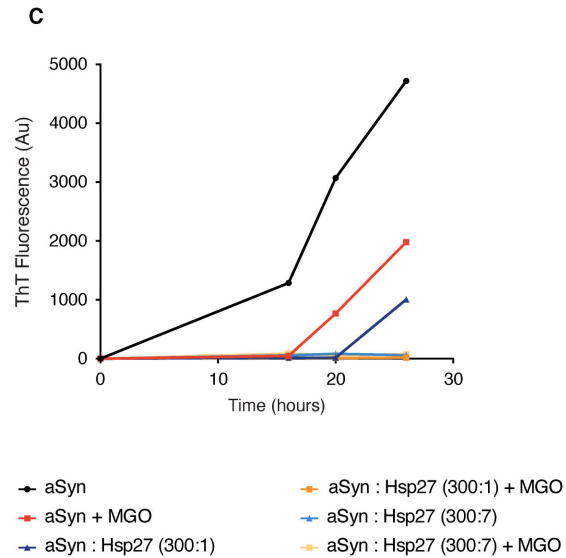 C
5000
4000
3000
2000
1000
0
ThT Fluorescence (Au)
0 10 20 30
Time (hours)
aSyn
aSyn + MGO
aSyn : Hsp27 (300:1)
aSyn : Hsp27 (300:1) + MGO
aSyn : Hsp27 (300:7)
aSyn : Hsp27 (300:7) + MGO